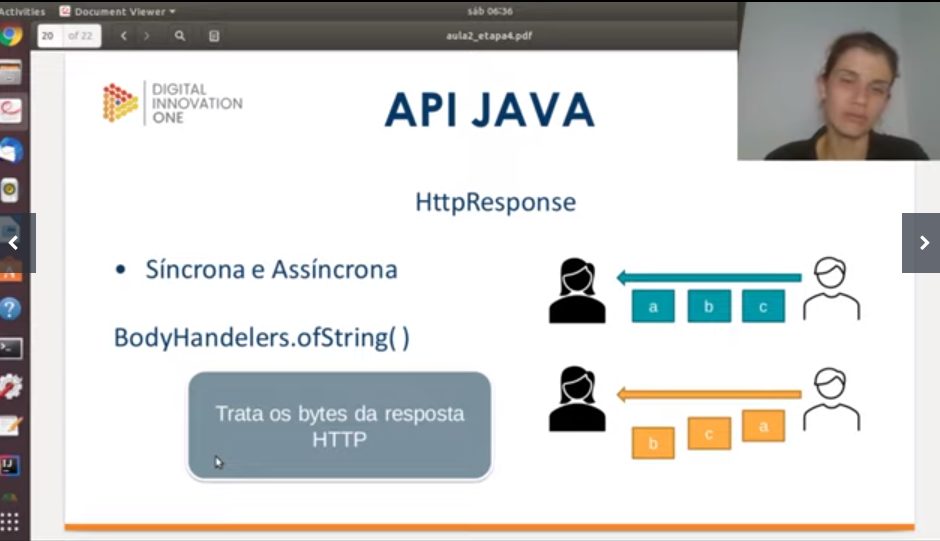 Activities
Document Viewer
sáb 06:36
20
of 22
aula2_etapa4.pdf
DIGITAL
INNOVATION
ONE
API JAVA
HttpResponse
• Síncrona e Assíncrona
a b c
BodyHandelers.ofString( )
Trata os bytes da resposta
HTTP
b c a